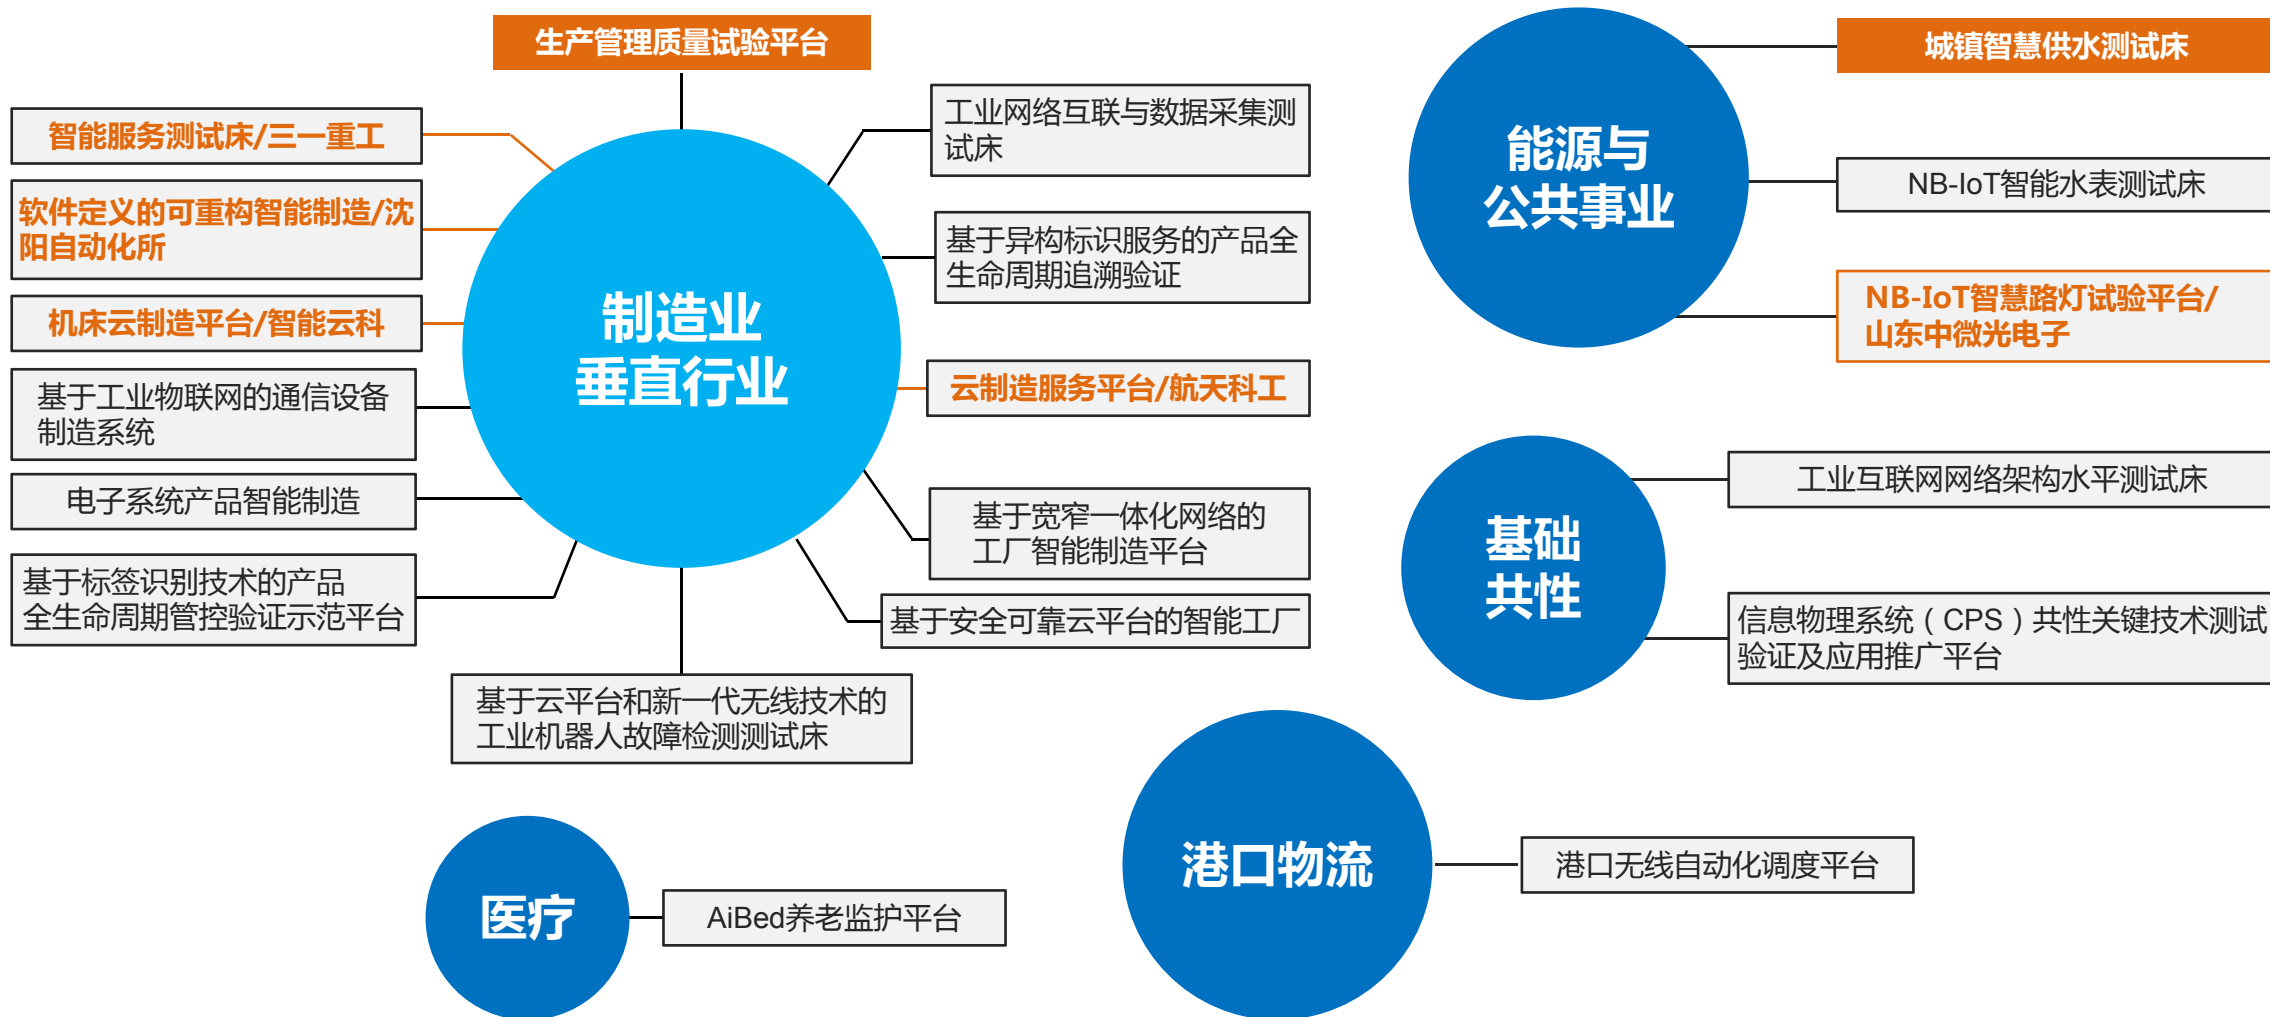 生产管理质量试验平台
智能服务测试床/三一重工
软件定义的可重构智能制造/沈
阳自动化所
机床云制造平台/智能云科
基于工业物联网的通信设备
制造系统
电子系统产品智能制造
基于标签识别技术的产品
全生命周期管控验证示范平台
制造业
垂直行业
工业网络互联与数据采集测
试床
基于异构标识服务的产品全
生命周期追溯验证
云制造服务平台/航天科工
基于宽窄一体化网络的
工厂智能制造平台
基于安全可靠云平台的智能工厂
基于云平台和新一代无线技术的
工业机器人故障检测测试床
能源与
公共事业
城镇智慧供水测试床
NB-IoT智能水表测试床
NB-IoT智慧路灯试验平台/
山东中微光电子
基础
共性
工业互联网网络架构水平测试床
信息物理系统（CPS）共性关键技术测试
验证及应用推广平台
医疗
AiBed养老监护平台
港口物流
港口无线自动化调度平台